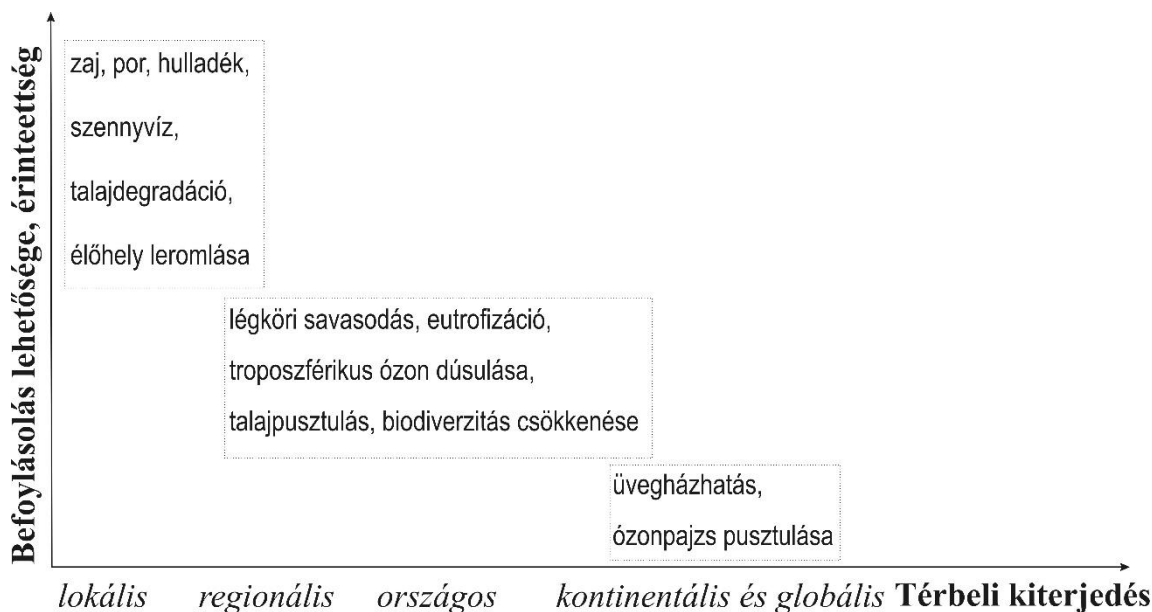 Befoylásolás lehetősége, érinteettség
zaj, por, hulladék,
szennyvíz,
talajdegradáció,
élőhely leromlása
légköri savasodás, eutrofizáció,
troposzférikus ózon dúsulása,
talajpusztulás, biodiverzitás csökkenése
üvegházhatás,
ózonpajzs pusztulása
lokális regionális országos kontinentális és globális Térbeli kiterjedés